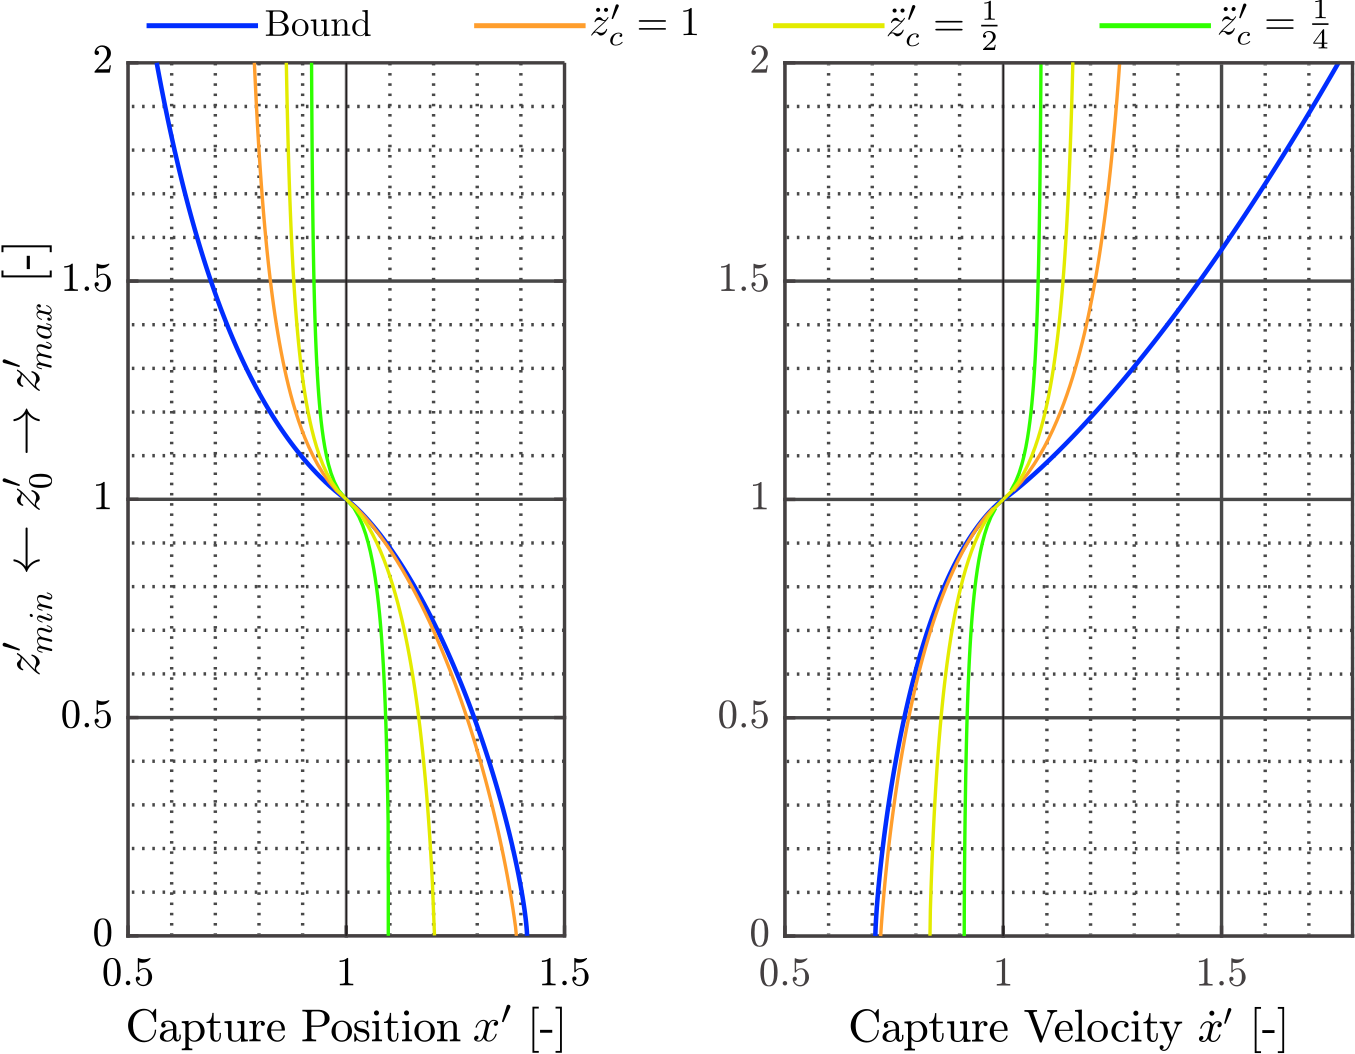 Bound z̈′c = 1 z̈′c = 1/2 z̈′c = 1/4
z′min ← z′0 → z′max [-]
2
1.5
1
0.5
0
0.5 1 1.5
Capture Position x′ [-]
2
1.5
1
0.5
0
0.5 1 1.5
Capture Velocity ẋ′ [-]